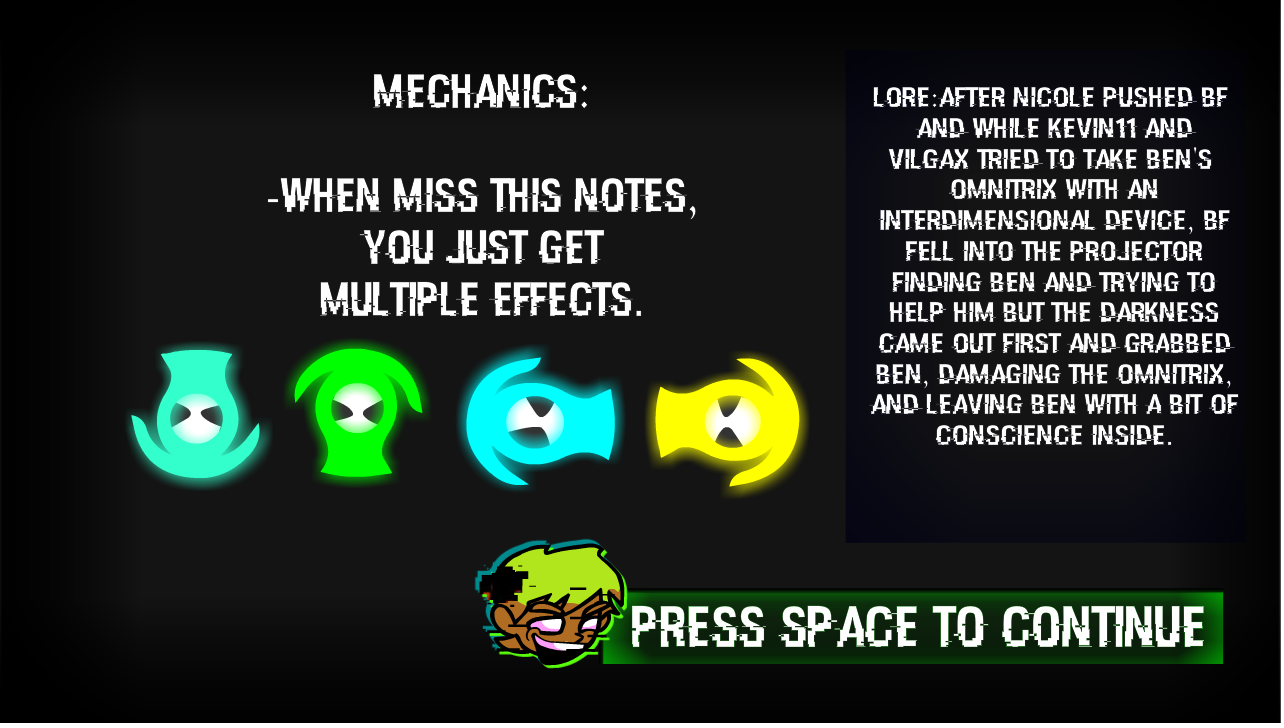 MECHANICS:
-WHEN MISS THIS NOTES,
YOU JUST GET
MULTIPLE EFFECTS.
LORE:AFTER NICOLE PUSHED BF
AND WHILE KEVIN11 AND
VILGAX TRIED TO TAKE BEN'S
OMNITRIX WITH AN
INTERDIMENSIONAL DEVICE, BF
FELL INTO THE PROJECTOR
FINDING BEN AND TRYING TO
HELP HIM BUT THE DARKNESS
CAME OUT FIRST AND GRABBED
BEN, DAMAGING THE OMNITRIX,
AND LEAVING BEN WITH A BIT OF
CONSCIENCE INSIDE.
PRESS SPACE TO CONTINUE